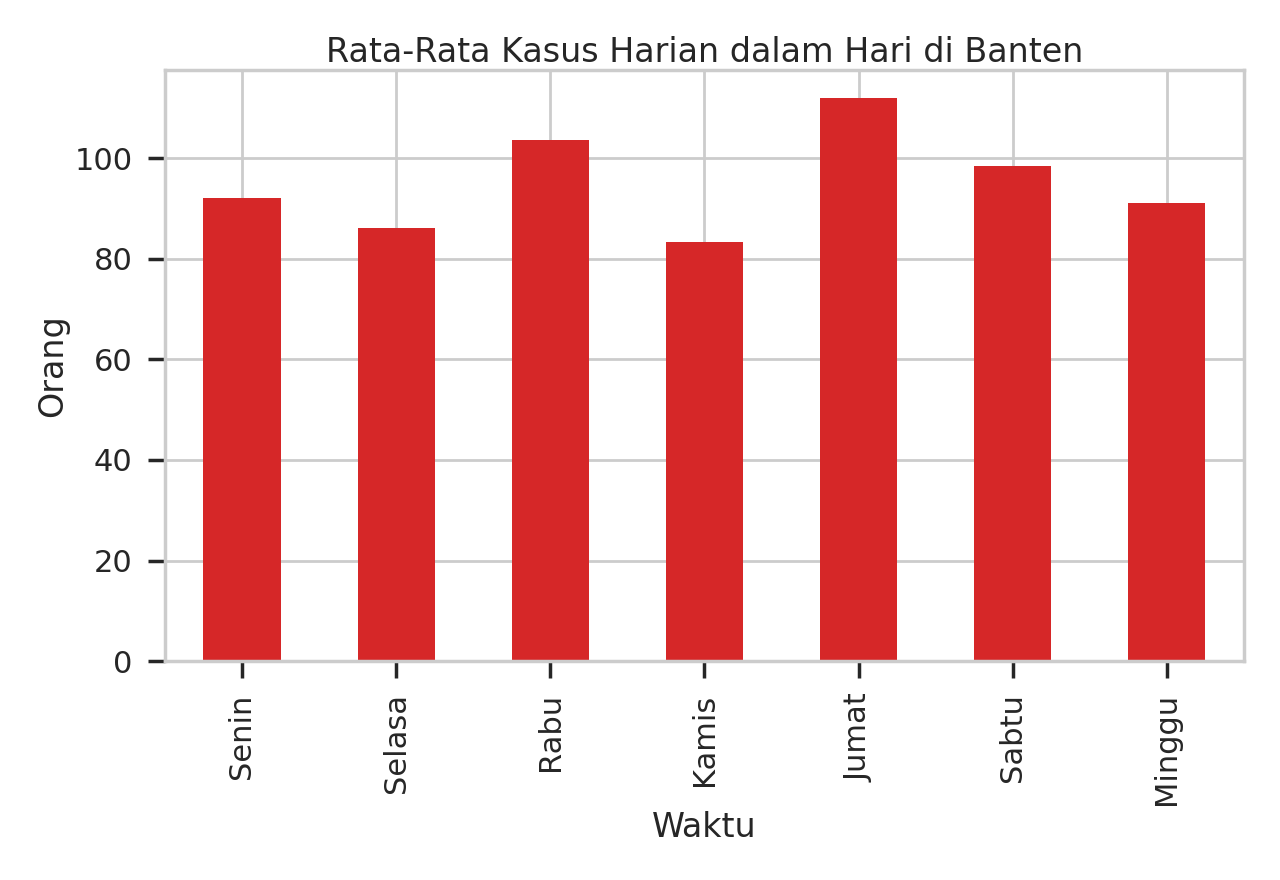 Rata-Rata Kasus Harian dalam Hari di Banten
Orang
100
80
60
40
20
0
Senin
Selasa
Rabu
Kamis
Jumat
Sabtu
Minggu
Waktu